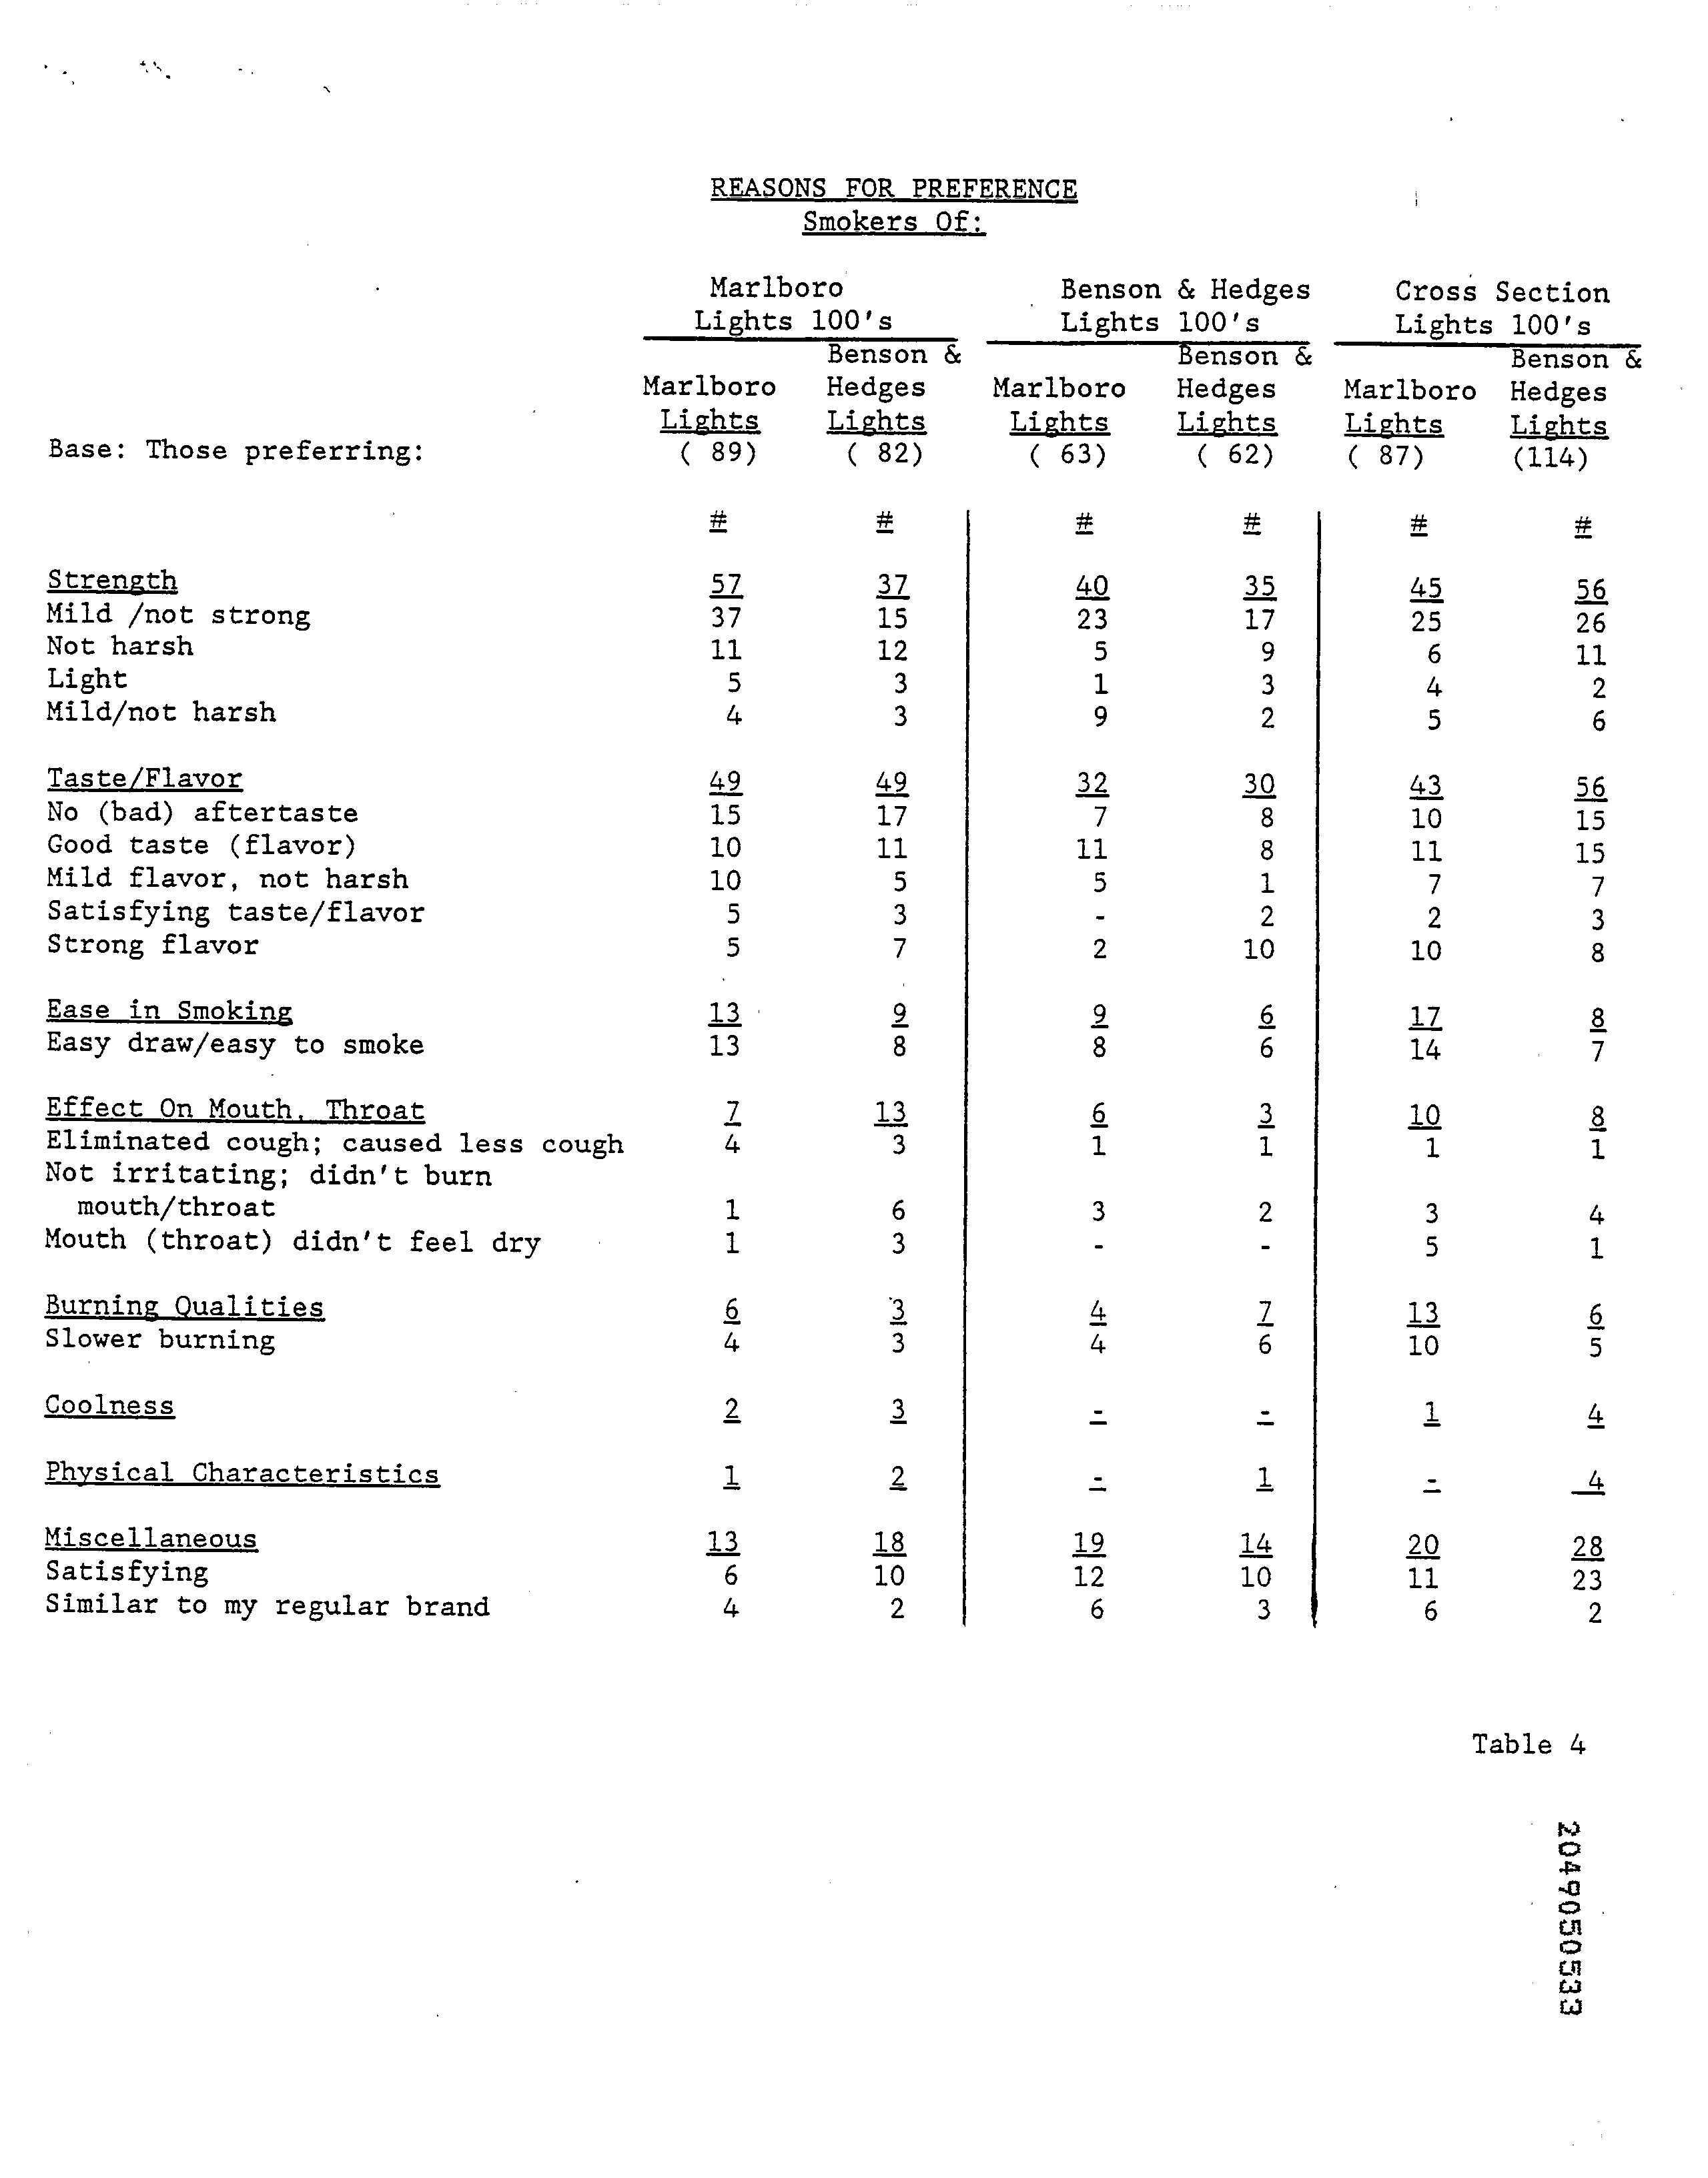 REASONS FOR PREFERENCE
Smokers Of:
Marlboro Benson & Hedges Cross Section
Lights 100's Lights 100's Lights 100's
Benson & Benson & Benson &
Marlboro Hedges Marlboro Hedges Marlboro Hedges
Lights Lights Lights Lights Lights Lights
Base: Those preferring: ( 89) ( 82) ( 63) ( 62) ( 87) (114)
# # # # # #
Strength 57 37 40 35 45 56
Mild /not strong 37 15 23 17 25 26
Not harsh 11 12 5 9 6 11
Light 5 3 1 3 4 2
Mild/not harsh 4 3 9 2 5 6
Taste/Flavor 49 49 32 30 43 56
No (bad) aftertaste 15 17 7 8 10 15
Good taste (flavor) 10 11 11 8 11 15
Mild flavor, not harsh 10 5 5 1 7 7
Satisfying taste/flavor 5 3 - 2 2 3
Strong flavor 5 7 2 10 10 8
Ease in Smoking 13 9 9 6 17 8
Easy draw/easy to smoke 13 8 8 6 14 7
Effect On Mouth, Throat 7 13 6 3 10 8
Eliminated cough; caused less cough 4 3 1 1 1 1
Not irritating; didn't burn
mouth/throat 1 6 3 2 3 4
Mouth (throat) didn't feel dry 1 3 - - 5 1
Burning Qualities 6 3 4 7 13 6
Slower burning 4 3 4 6 10 5
Coolness 2 3 - - 1 4
Physical Characteristics 1 2 - 1 - 4
Miscellaneous 13 18 19 14 20 28
Satisfying 6 10 12 10 11 23
Similar to my regular brand 4 2 6 3 6 2
Table 4
2049050533